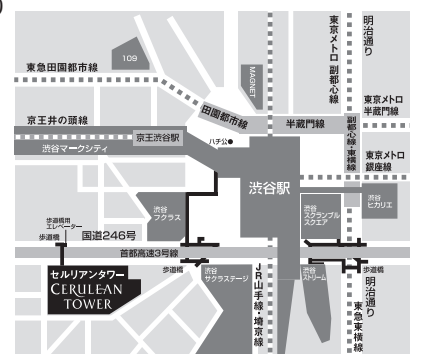 )
109
東急田園都市線
MAGNET
東京メトロ 副都心線
明治通り
田園都市線
半蔵門線
東京メトロ
半蔵門線
京王井の頭線
京王渋谷駅
渋谷マークシティ
ハチ公
副都心線・東横線
東京メトロ
銀座線
渋谷駅
渋谷
フクラス
渋谷
スクランブル
スクエア
渋谷
ヒカリエ
歩道橋用
エレベーター
歩道橋
国道246号
首都高速3号線
セルリアンタワー
CERULEAN
TOWER
歩道橋
渋谷
サクラステージ
JR山手線・埼京線
渋谷
ストリーム
歩道橋
明治通り
東急東横線